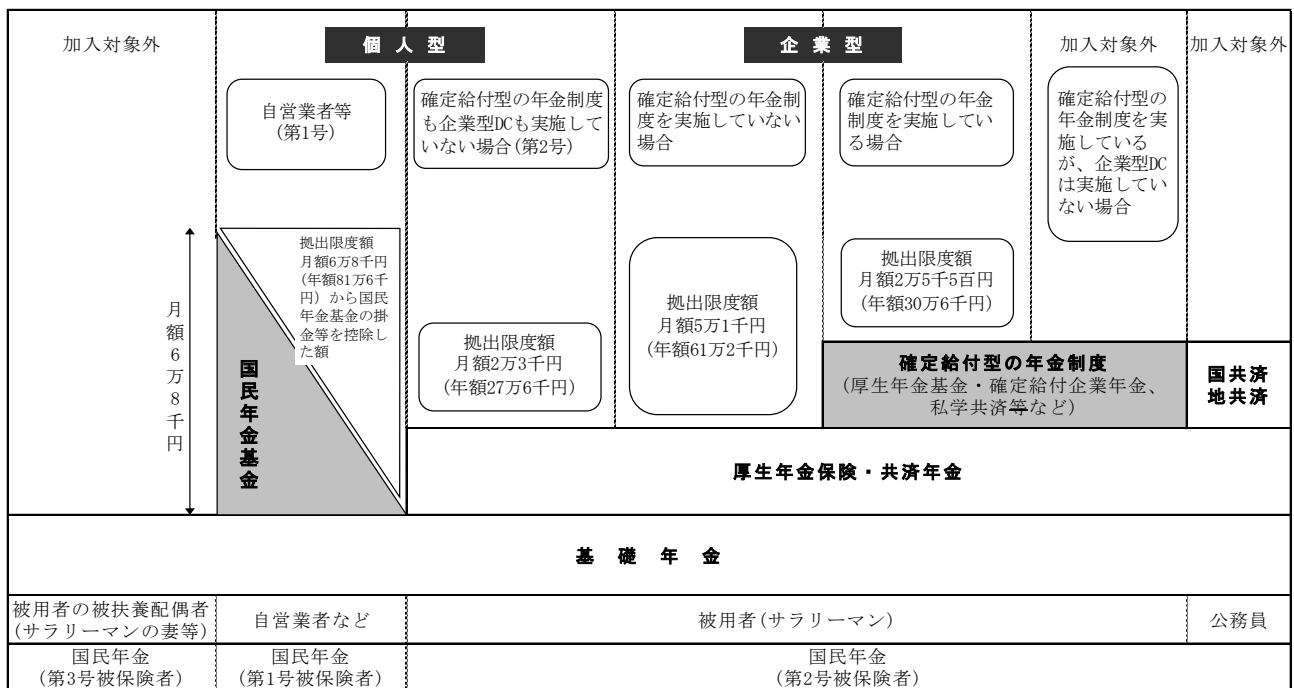 加入対象外
個 人 型
企 業 型
加入対象外
加入対象外
自営業者等
(第1号)
確定給付型の年金制度
も企業型DCも実施して
いない場合(第2号)
確定給付型の年金制
度を実施していない
場合
確定給付型の年金
制度を実施してい
る場合
確定給付型の
年金制度を実
施している
が、企業型DC
は実施してい
ない場合
月額6万8千円
国民年金基金
拠出限度額
月額6万8千円
(年額81万6千
円)から国民
年金基金の掛
金等を控除し
た額
拠出限度額
月額2万3千円
(年額27万6千円)
拠出限度額
月額5万1千円
(年額61万2千円)
拠出限度額
月額2万5千5百円
(年額30万6千円)
確定給付型の年金制度
(厚生年金基金・確定給付企業年金、
私学共済等など)
国共済
地共済
厚生年金保険・共済年金
基 礎 年 金
被用者の被扶養配偶者
(サラリーマンの妻等)
自営業者など
被用者(サラリーマン)
公務員
国民年金
(第3号被保険者)
国民年金
(第1号被保険者)
国民年金
(第2号被保険者)